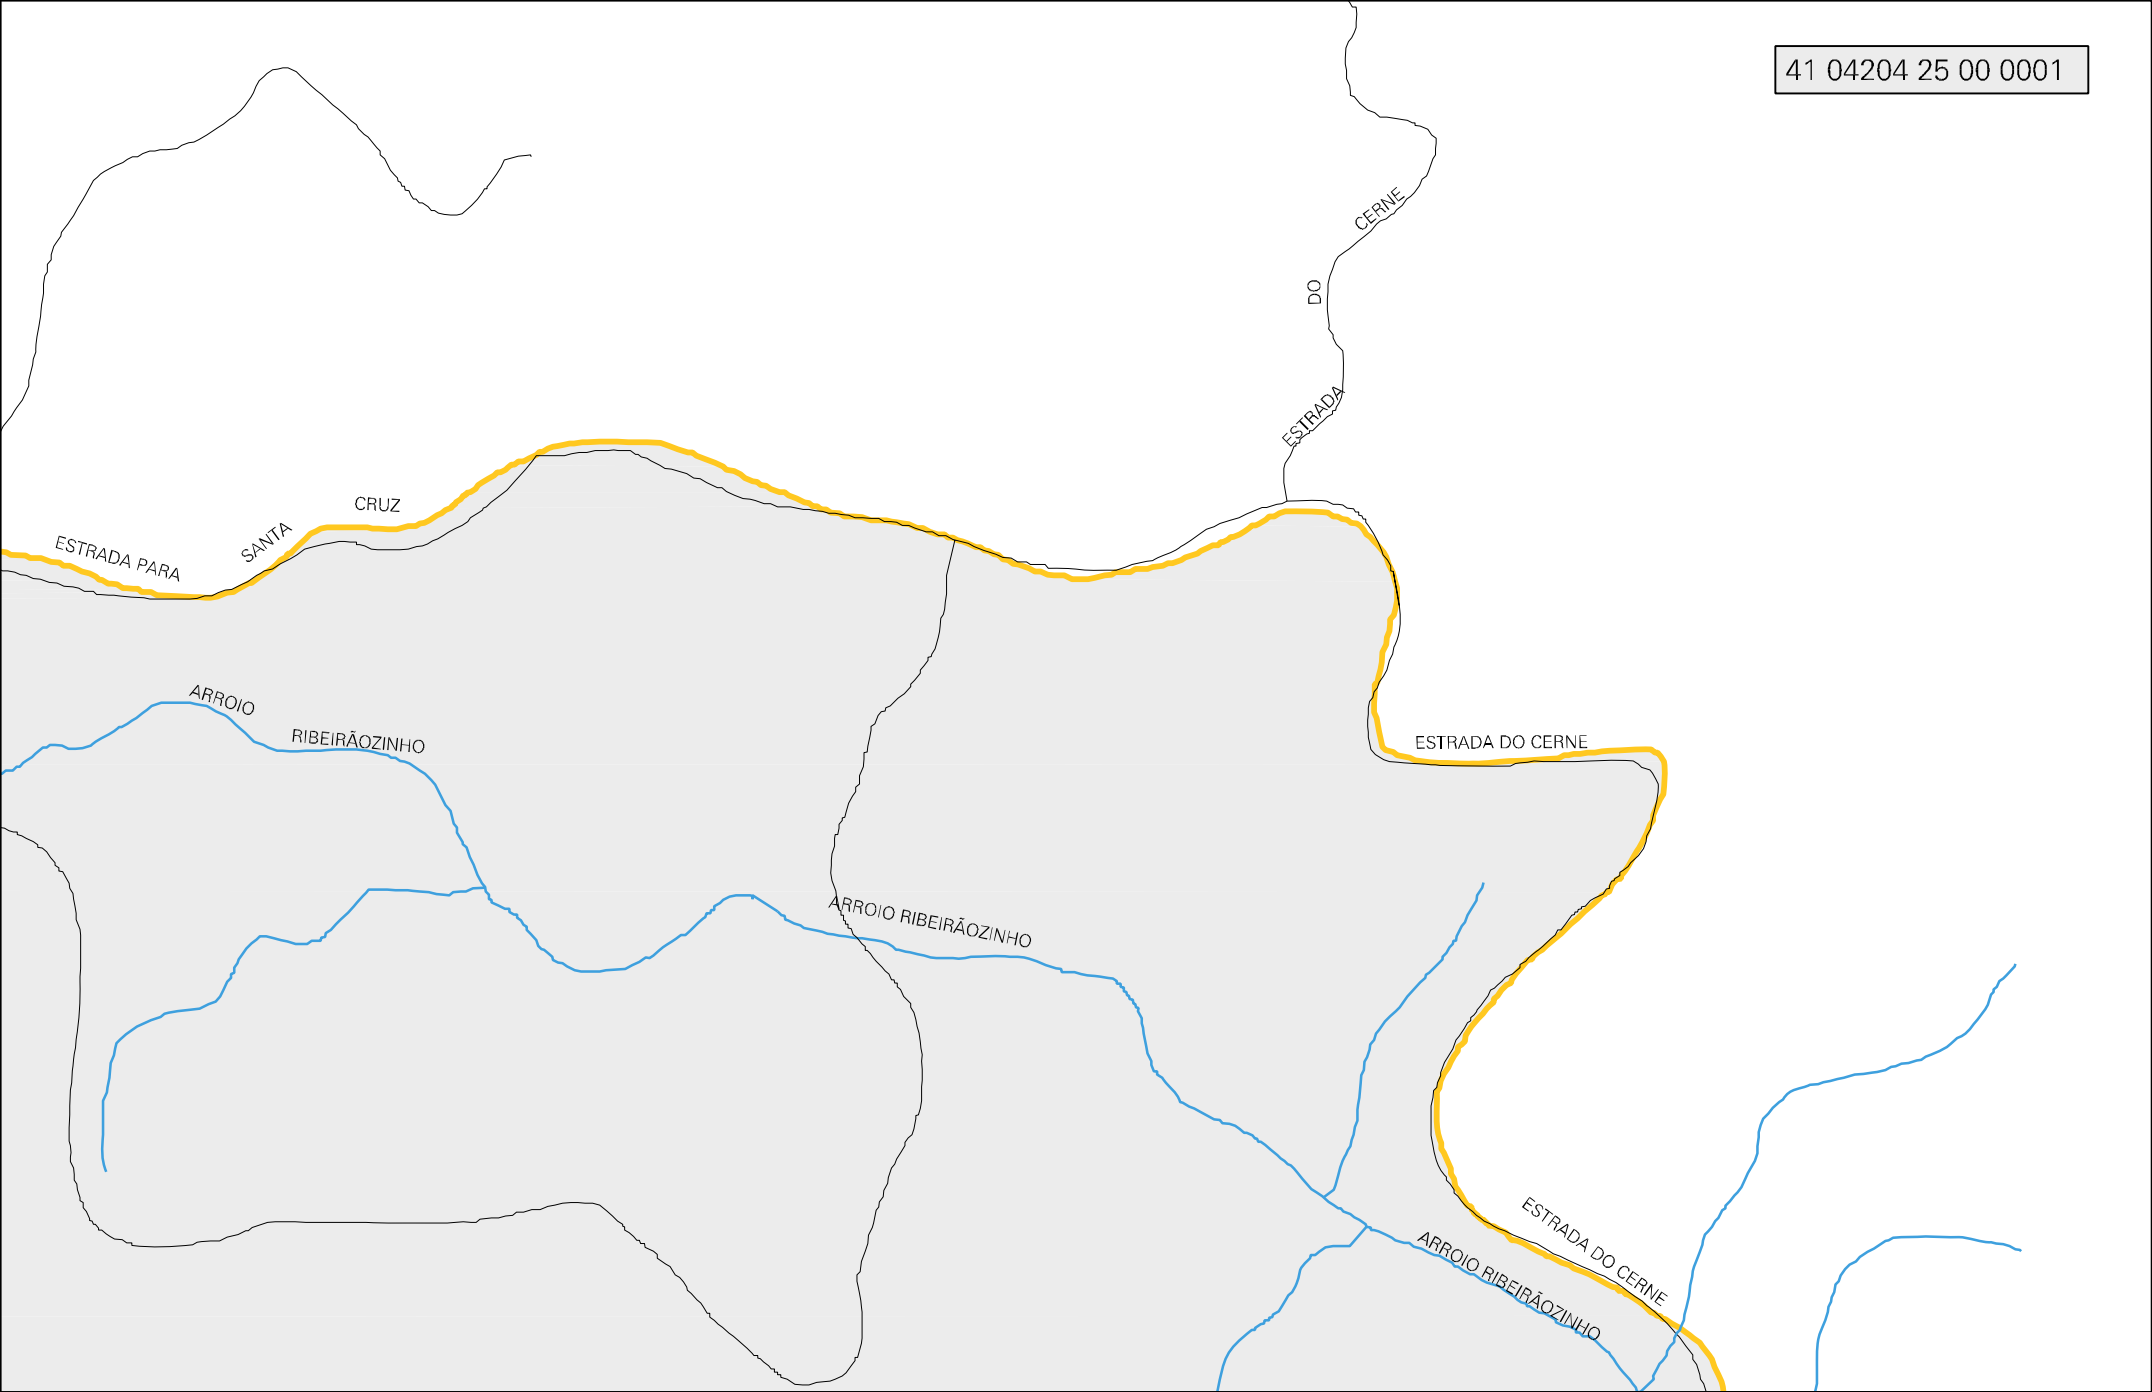 41 04204 25 00 0001
CERNE
DO
ESTRADA
CRUZ
SANTA
ESTRADA PARA
ARROIO
RIBEIRÃOZINHO
ESTRADA DO CERNE
ARROIO RIBEIRÃOZINHO
ESTRADA DO CERNE
ARROIO RIBEIRÃOZINHO